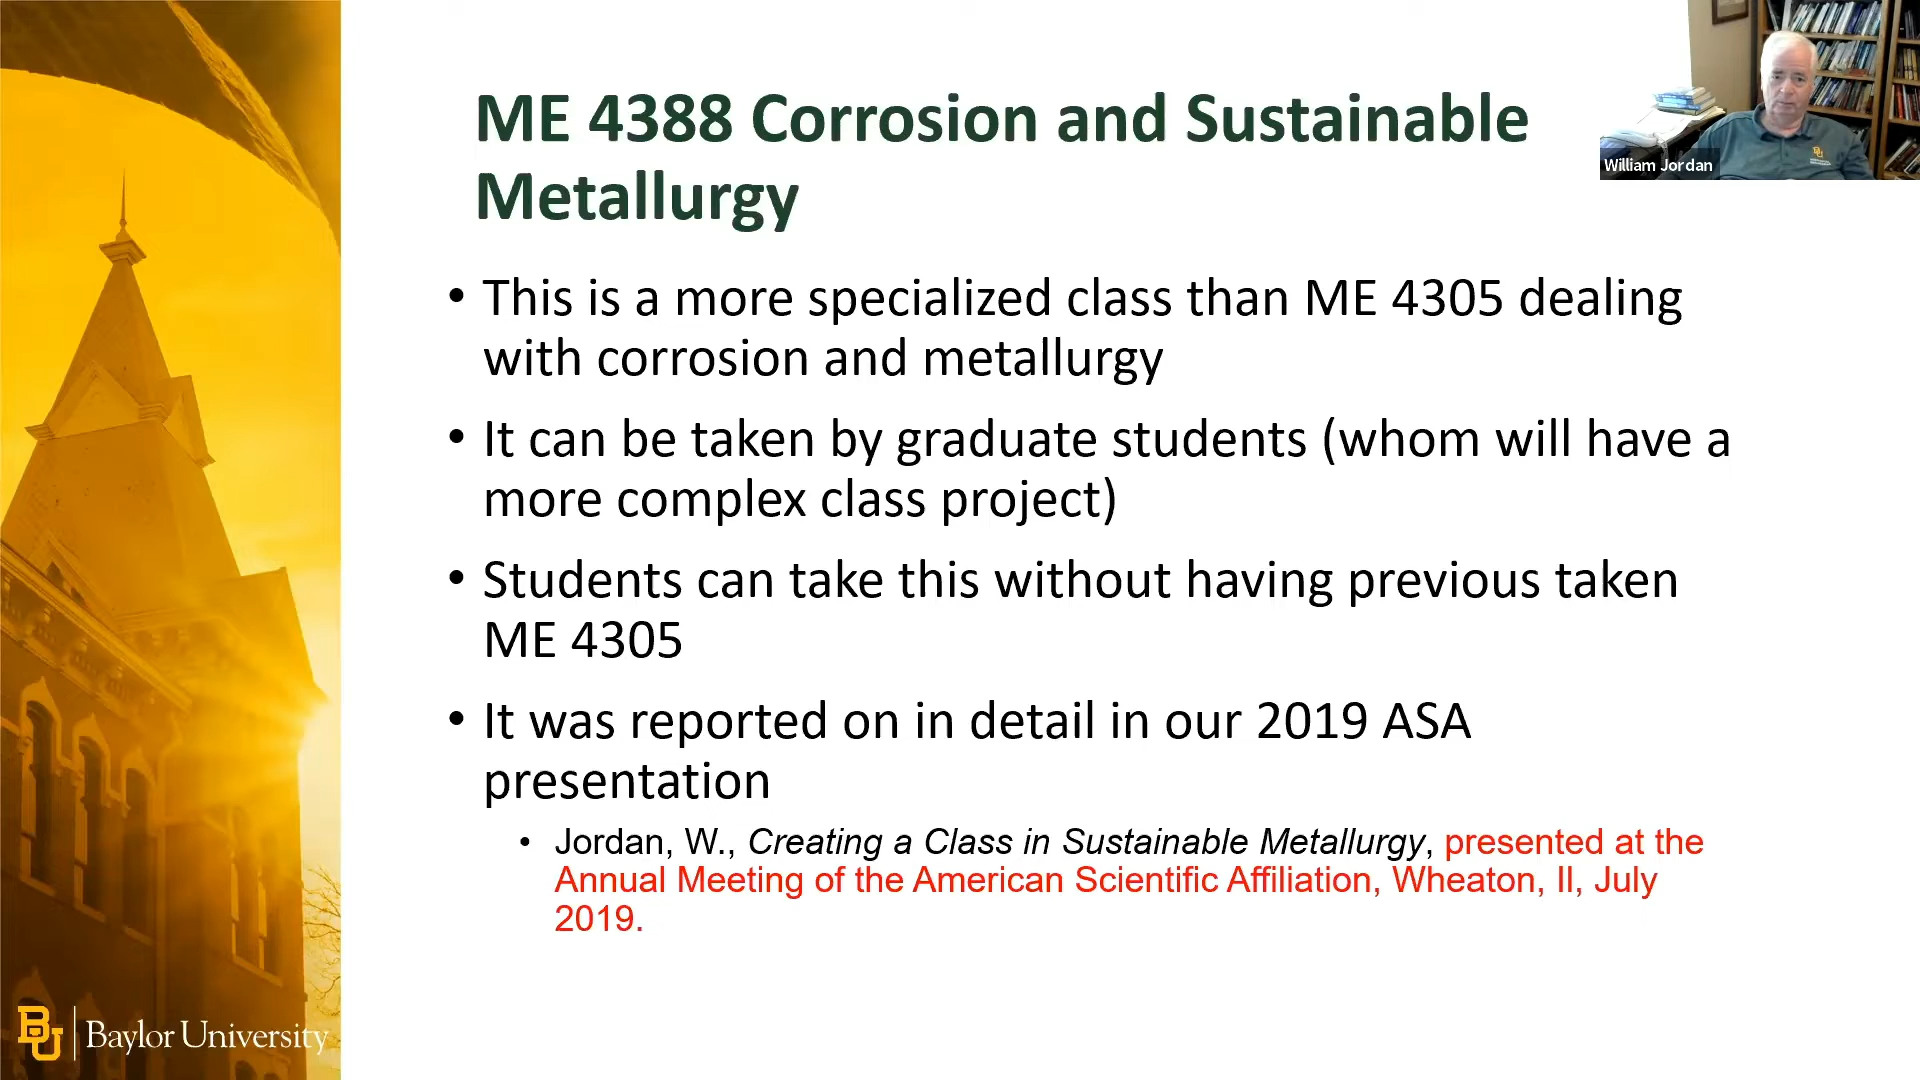 ME 4388 Corrosion and Sustainable
Metallurgy
William Jordan
• This is a more specialized class than ME 4305 dealing
with corrosion and metallurgy
• It can be taken by graduate students (whom will have a
more complex class project)
• Students can take this without having previous taken
ME 4305
• It was reported on in detail in our 2019 ASA
presentation
• Jordan, W., Creating a Class in Sustainable Metallurgy, presented at the
Annual Meeting of the American Scientific Affiliation, Wheaton, Il, July
2019.
BU Baylor University